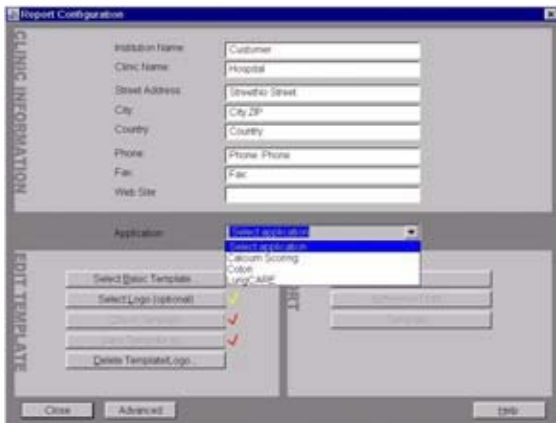 Report Configuration
CLINIC INFORMATION
Institution Name: Customer
Clinic Name: Hospital
Street Address: StreetNo Street
City: City ZIP
Country: Country
Phone: Phone Phone
Fax: Fax
Web Site:
Application: Select application
Select application
Calcium Scoring
Colon
LungCARE
EDIT TEMPLATE
Select Basic Template...
Select Logo (optional)
Delete Template/Logo...
Close
Advanced
Help